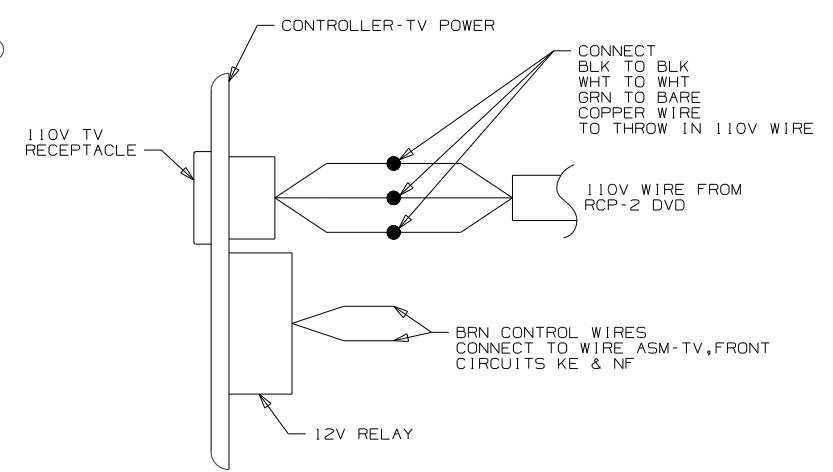 CONTROLLER-TV POWER
CONNECT
BLK TO BLK
WHT TO WHT
GRN TO BARE
COPPER WIRE
TO THROW IN 110V WIRE
110V TV
RECEPTACLE
110V WIRE FROM
RCP-2 DVD
BRN CONTROL WIRES
CONNECT TO WIRE ASM-TV,FRONT
CIRCUITS KE & NF
12V RELAY